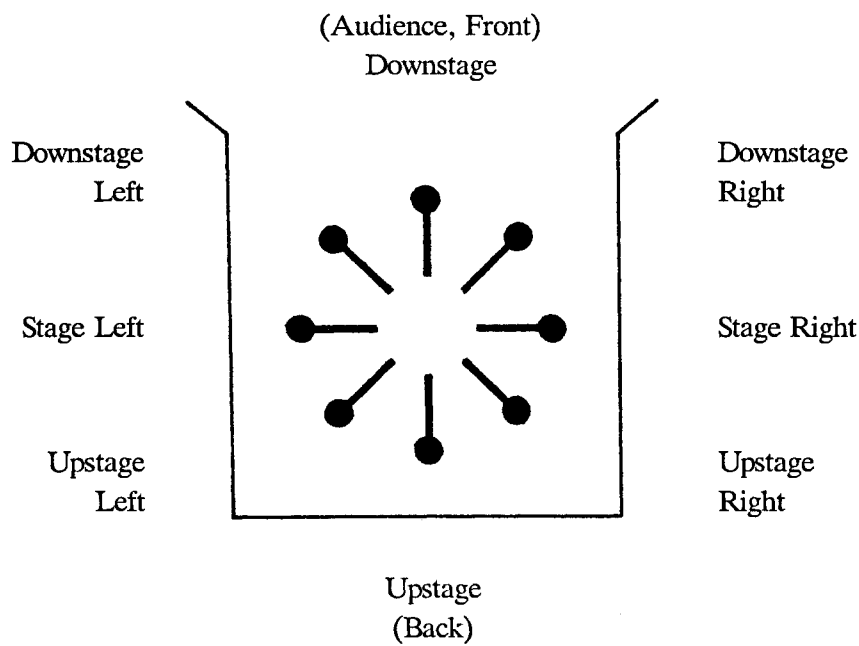 (Audience, Front)
Downstage
Downstage
Left
Downstage
Right
Stage Left
Stage Right
Upstage
Left
Upstage
Right
Upstage
(Back)